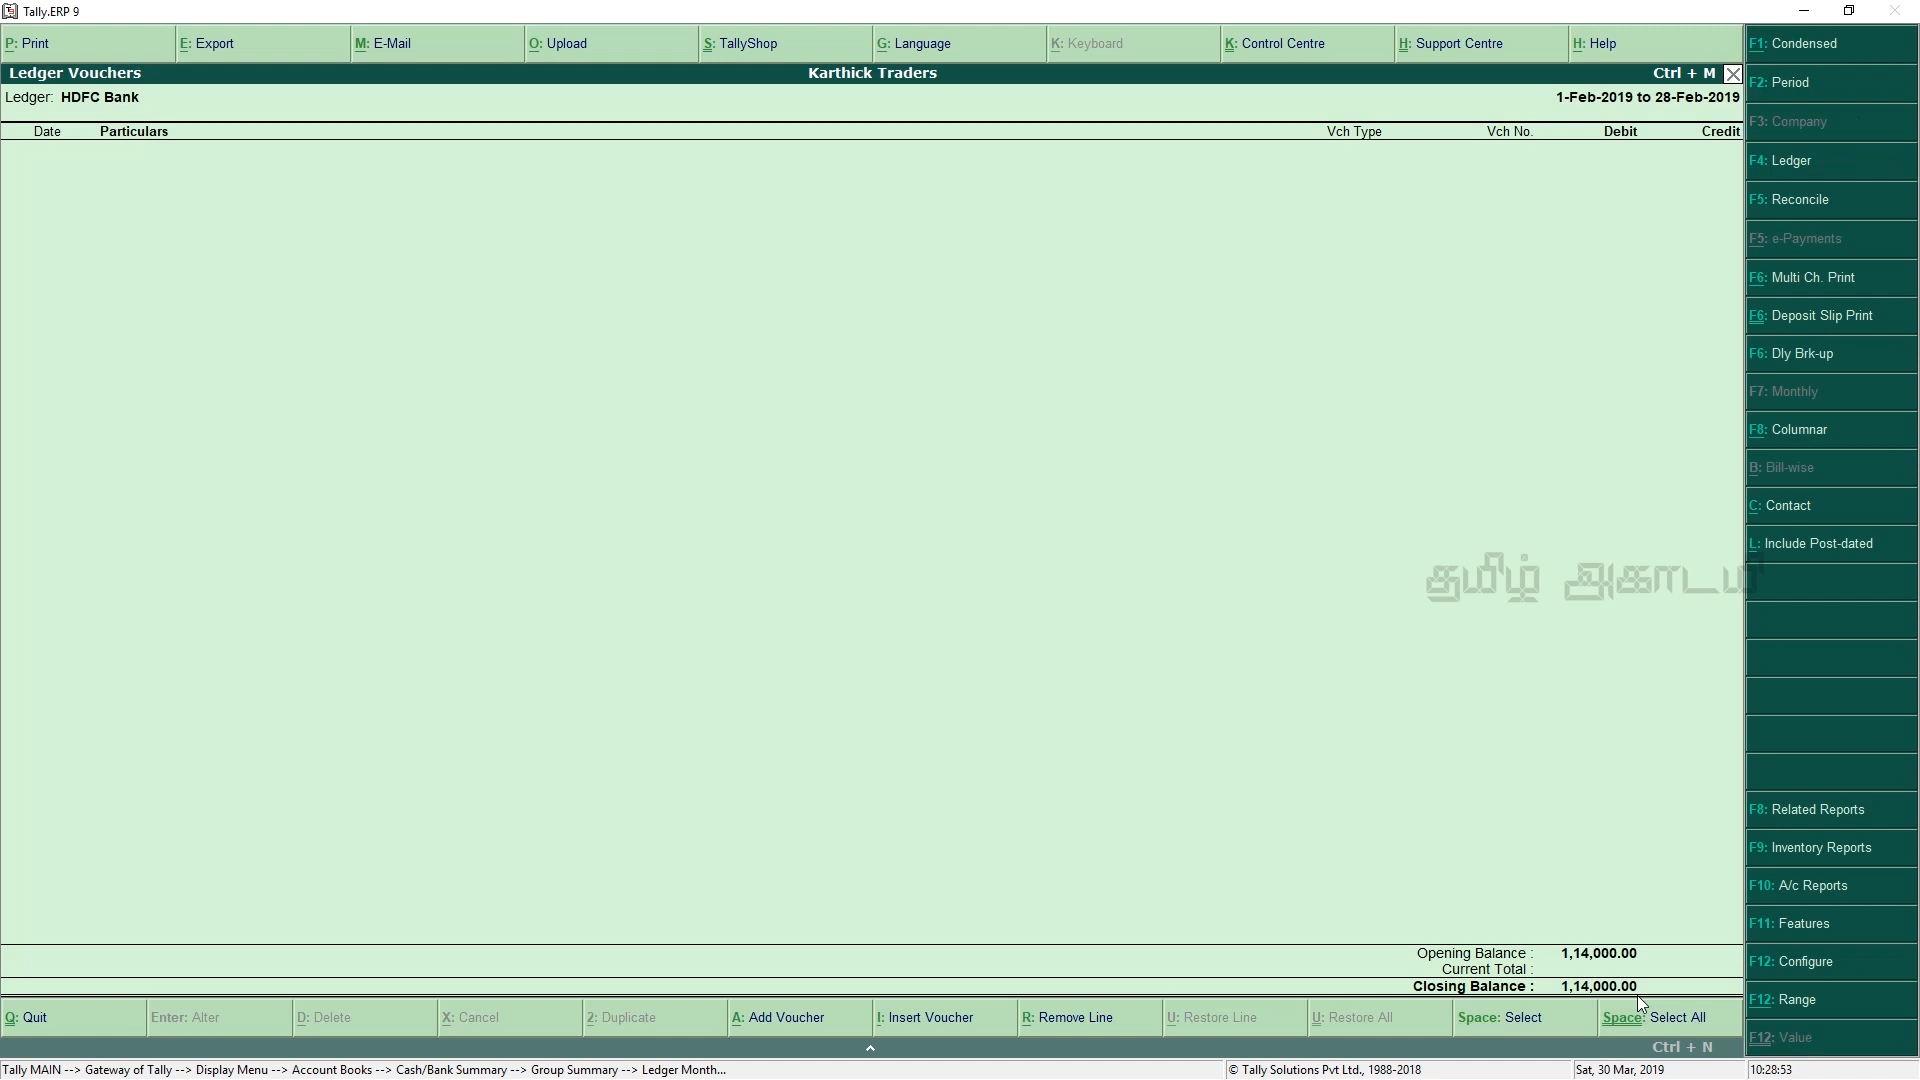 Tally.ERP 9
P: Print E: Export M: E-Mail O: Upload S: TallyShop G: Language K: Keyboard K: Control Centre H: Support Centre H: Help
Ledger Vouchers Karthick Traders Ctrl + M
Ledger: HDFC Bank 1-Feb-2019 to 28-Feb-2019
Date Particulars Vch Type Vch No. Debit Credit
F1: Condensed
F2: Period
F3: Company
F4: Ledger
F5: Reconcile
F5: e-Payments
F6: Multi Ch. Print
F6: Deposit Slip Print
F6: Dly Brk-up
F7: Monthly
F8: Columnar
B: Bill-wise
C: Contact
L: Include Post-dated
தமிழ் அகடம்
F8: Related Reports
F9: Inventory Reports
F10: A/c Reports
F11: Features
F12: Configure
F12: Range
F12: Value
Opening Balance : 1,14,000.00
Current Total :
Closing Balance : 1,14,000.00
Q: Quit Enter: Alter D: Delete X: Cancel 2: Duplicate A: Add Voucher I: Insert Voucher R: Remove Line U: Restore Line U: Restore All Space: Select Space: Select All
Ctrl + N
Tally MAIN --> Gateway of Tally --> Display Menu --> Account Books --> Cash/Bank Summary --> Group Summary --> Ledger Month... © Tally Solutions Pvt Ltd., 1988-2018 Sat, 30 Mar, 2019 10:28:53